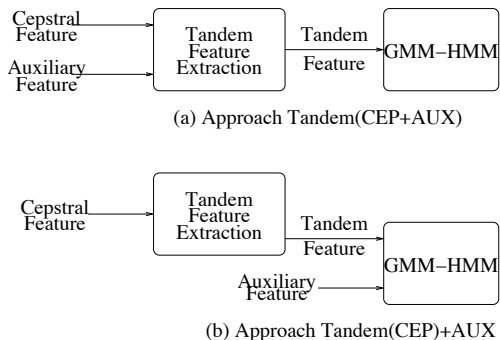 Cepstral
Feature
Auxiliary
Feature
Tandem
Feature
Extraction
Tandem
Feature
GMM−HMM
(a) Approach Tandem(CEP+AUX)
Cepstral
Feature
Tandem
Feature
Extraction
Tandem
Feature
Auxiliary
Feature
GMM−HMM
(b) Approach Tandem(CEP)+AUX